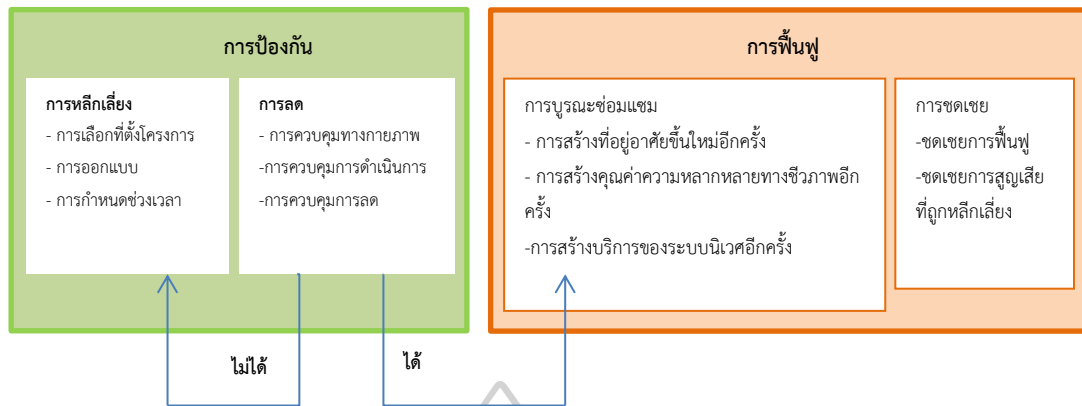 การป้องกัน
การหลีกเลี่ยง
- การเลือกที่ตั้งโครงการ
- การออกแบบ
- การกำหนดช่วงเวลา
การลด
- การควบคุมทางกายภาพ
-การควบคุมการดำเนินการ
-การควบคุมการลด
การฟื้นฟู
การบูรณะซ่อมแซม
- การสร้างที่อยู่อาศัยขึ้นใหม่อีกครั้ง
- การสร้างคุณค่าความหลากหลายทางชีวภาพอีก
ครั้ง
-การสร้างบริการของระบบนิเวศอีกครั้ง
การชดเชย
-ชดเชยการฟื้นฟู
-ชดเชยการสูญเสีย
ที่ถูกหลีกเลี่ยง
ไม่ได้
ได้